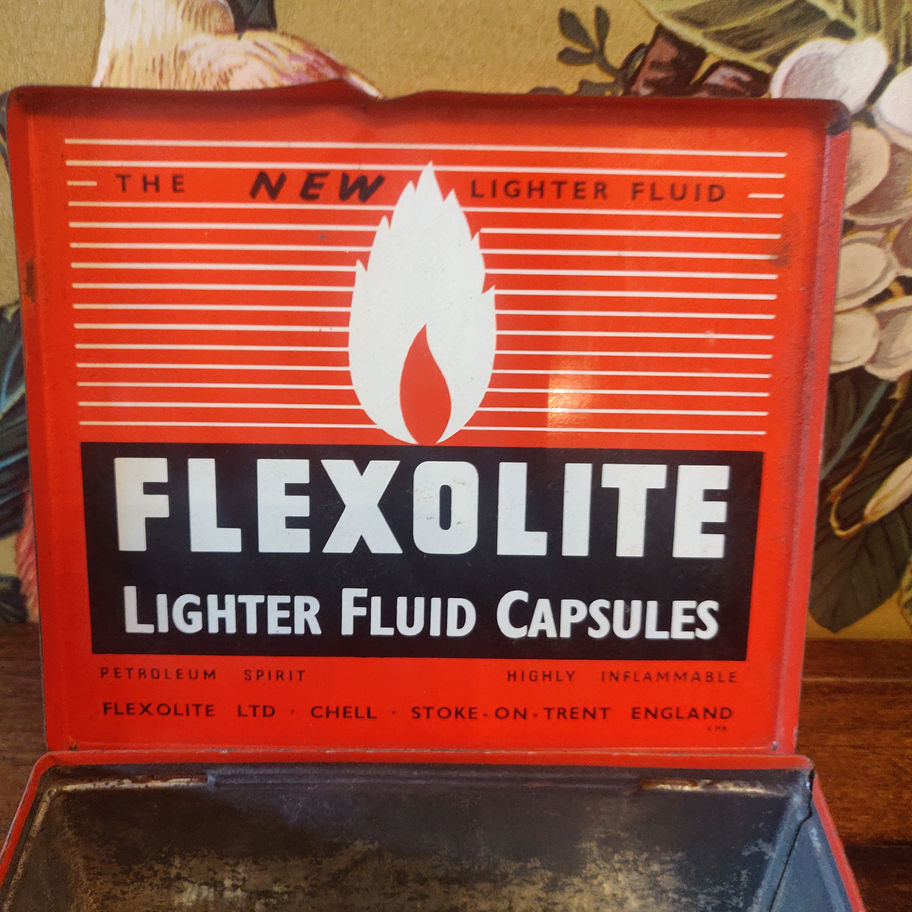 THE NEW LIGHTER FLUID
FLEXOLITE
LIGHTER FLUID CAPSULES
PETROLEUM SPIRIT HIGHLY INFLAMMABLE
FLEXOLITE LTD · CHELL · STOKE-ON-TRENT ENGLAND